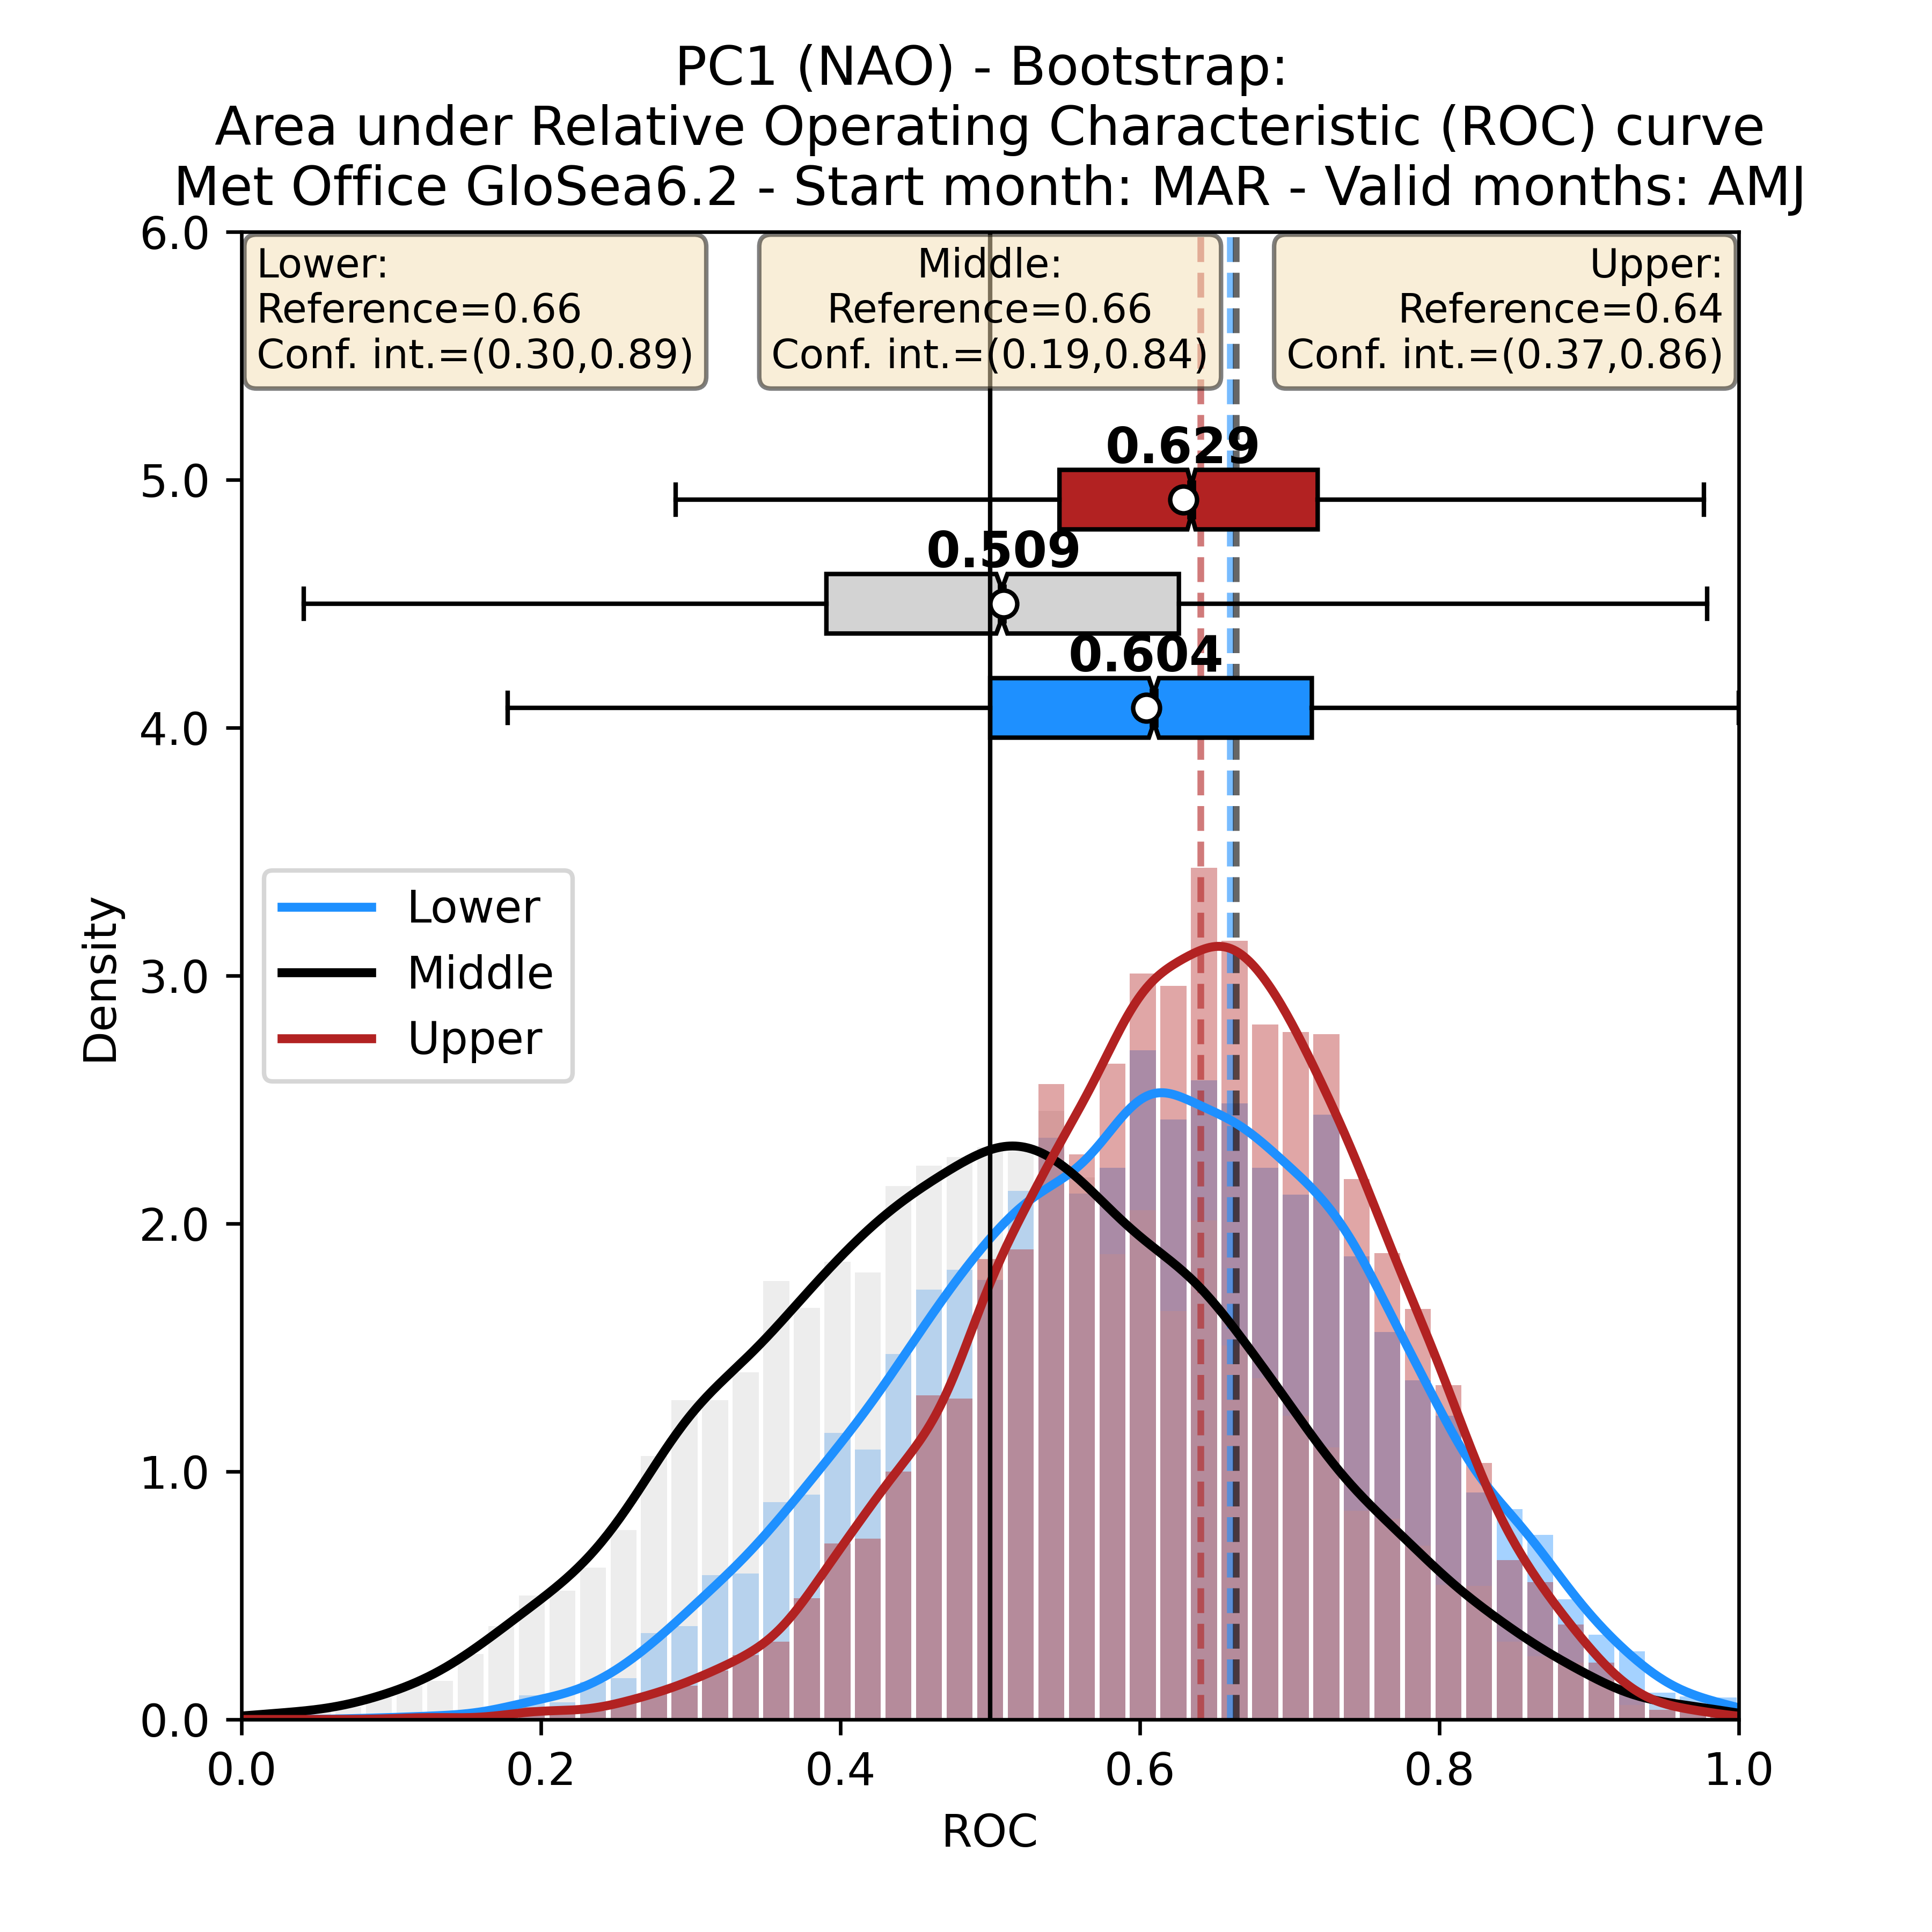 PC1 (NAO) - Bootstrap:
Area under Relative Operating Characteristic (ROC) curve
Met Office GloSea6.2 - Start month: MAR - Valid months: AMJ
Lower:
Reference=0.66
Conf. int.=(0.30,0.89)
Middle:
Reference=0.66
Conf. int.=(0.19,0.84)
Upper:
Reference=0.64
Conf. int.=(0.37,0.86)
0.629
0.509
0.604
Lower
Middle
Upper
Density
6.0
5.0
4.0
3.0
2.0
1.0
0.0
0.0 0.2 0.4 0.6 0.8 1.0
ROC